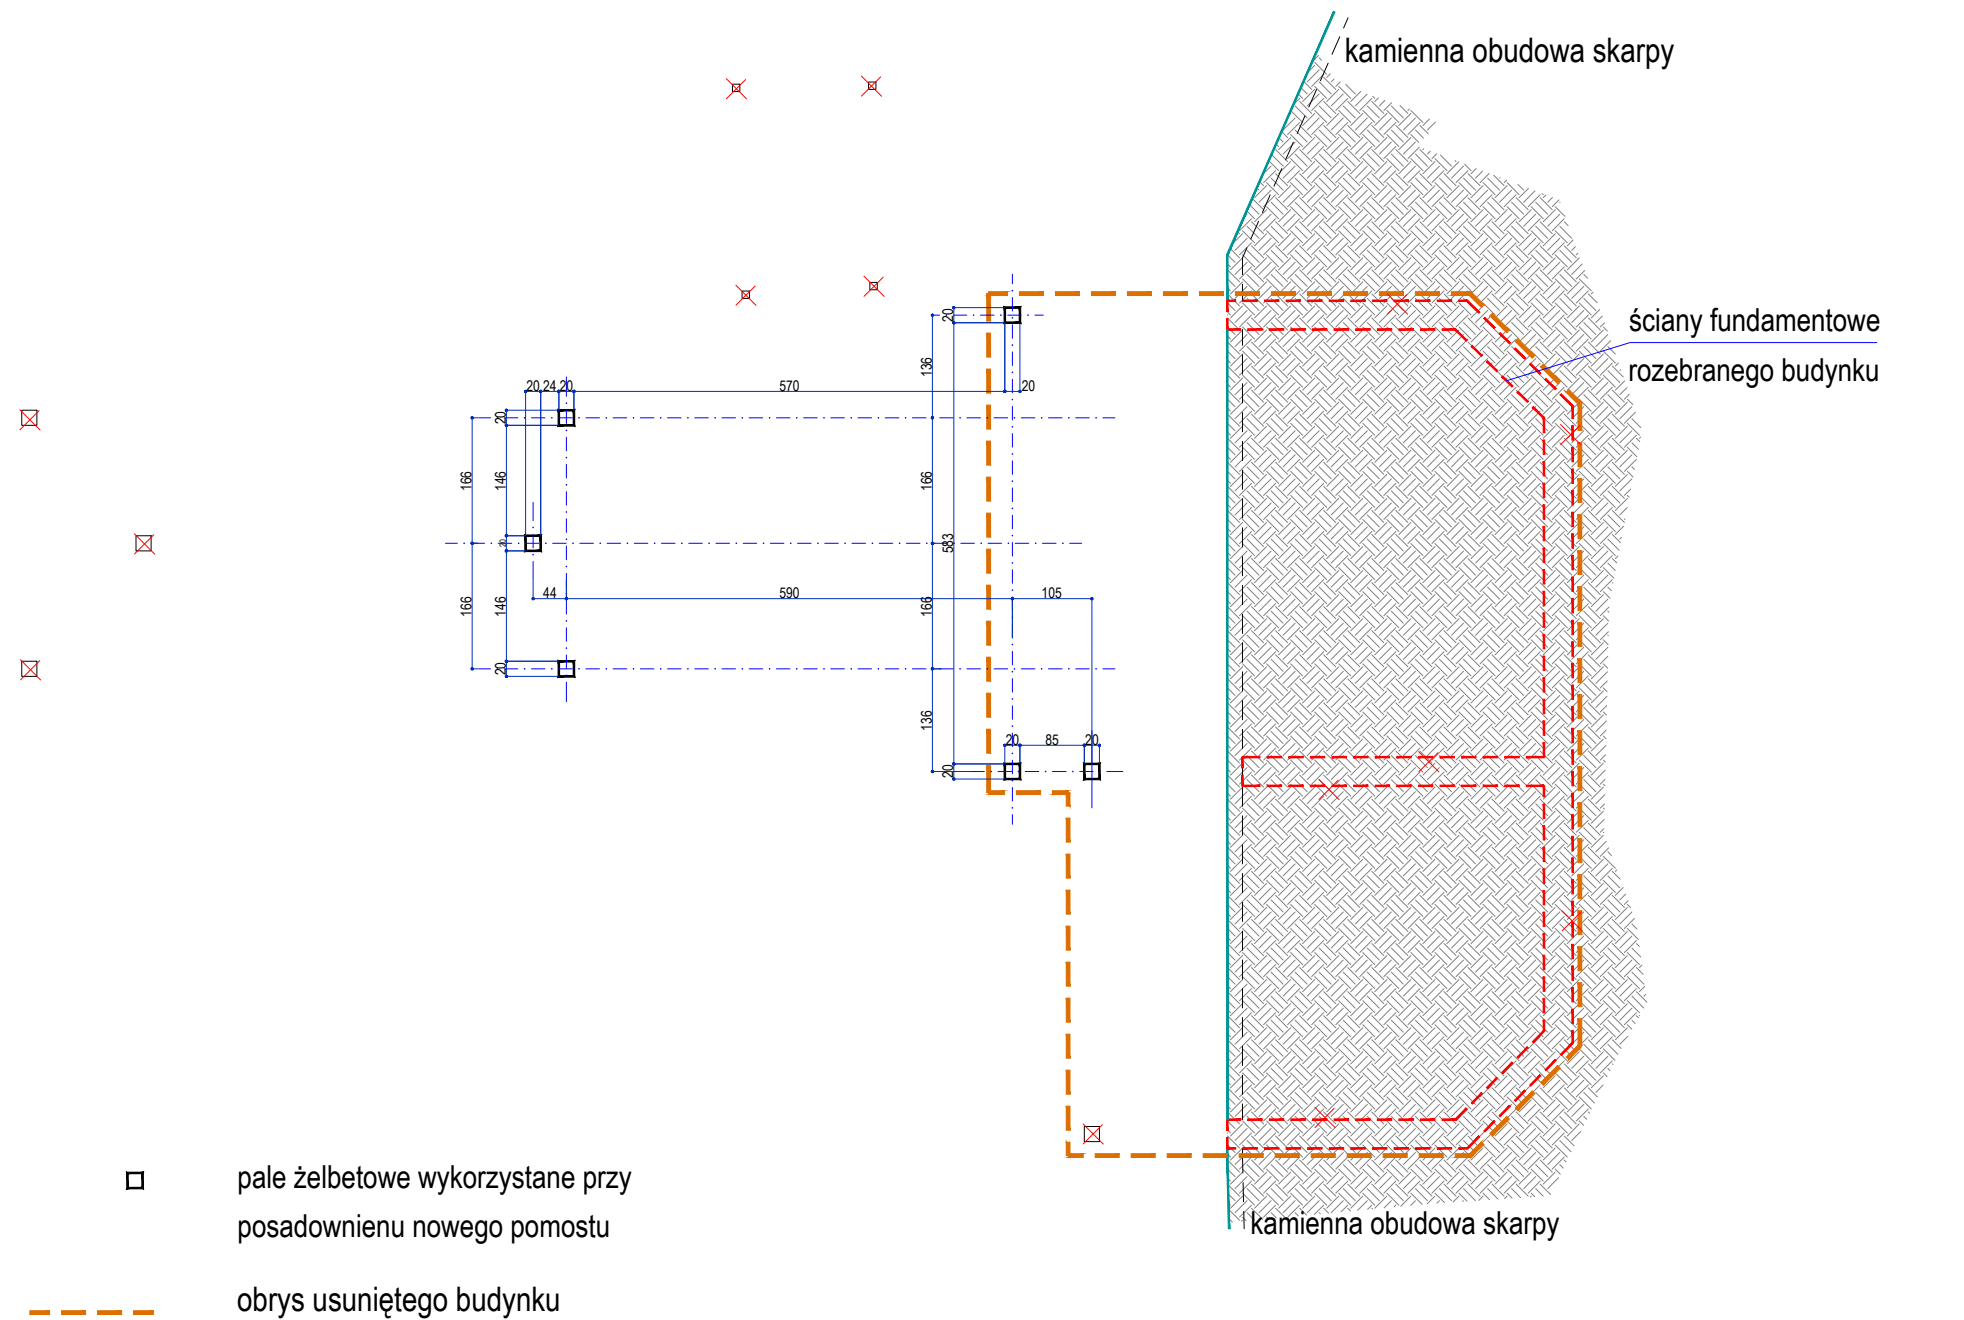 kamienna obudowa skarpy
ściany fundamentowe
rozebranego budynku
20
136
20 24 20
570
20
20
166
146
166
20
583
166
146
44
590
166
105
20
136
20
85
20
20
pale żelbetowe wykorzystane przy
posadownienu nowego pomostu
kamienna obudowa skarpy
obrys usuniętego budynku